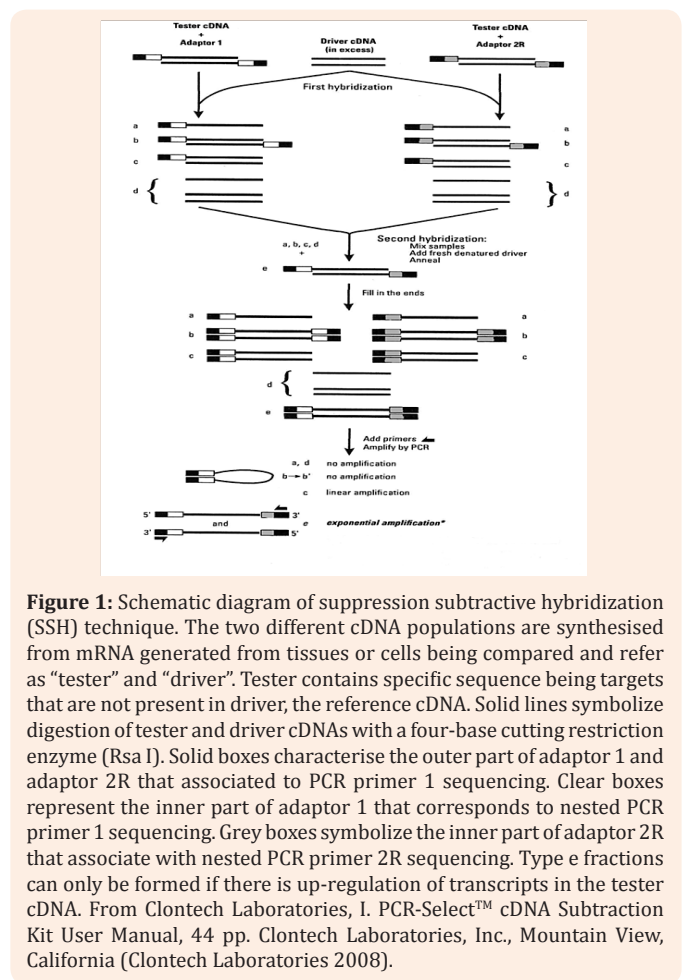 Tester cDNA
+
Adaptor 1
Driver cDNA
(in excess)
Tester cDNA
+
Adaptor 2R
First hybridization
a
b
c
d
a
b
c
d
a, b, c, d
+
Second hybridization:
Mix samples
Add fresh denatured driver
Anneal
e
Fill in the ends
a
b
c
a
b
c
d
e
Add primers
Amplify by PCR
a, d no amplification
b→b' no amplification
c linear amplification
5' 3'
and e exponential amplification*
3' 5'
Figure 1: Schematic diagram of suppression subtractive hybridization
(SSH) technique. The two different cDNA populations are synthesised
from mRNA generated from tissues or cells being compared and refer
as “tester” and “driver”. Tester contains specific sequence being targets
that are not present in driver, the reference cDNA. Solid lines symbolize
digestion of tester and driver cDNAs with a four-base cutting restriction
enzyme (Rsa I). Solid boxes characterise the outer part of adaptor 1 and
adaptor 2R that associated to PCR primer 1 sequencing. Clear boxes
represent the inner part of adaptor 1 that corresponds to nested PCR
primer 1 sequencing. Grey boxes symbolize the inner part of adaptor 2R
that associate with nested PCR primer 2R sequencing. Type e fractions
can only be formed if there is up-regulation of transcripts in the tester
cDNA. From Clontech Laboratories, I. PCR-Select™ cDNA Subtraction
Kit User Manual, 44 pp. Clontech Laboratories, Inc., Mountain View,
California (Clontech Laboratories 2008).